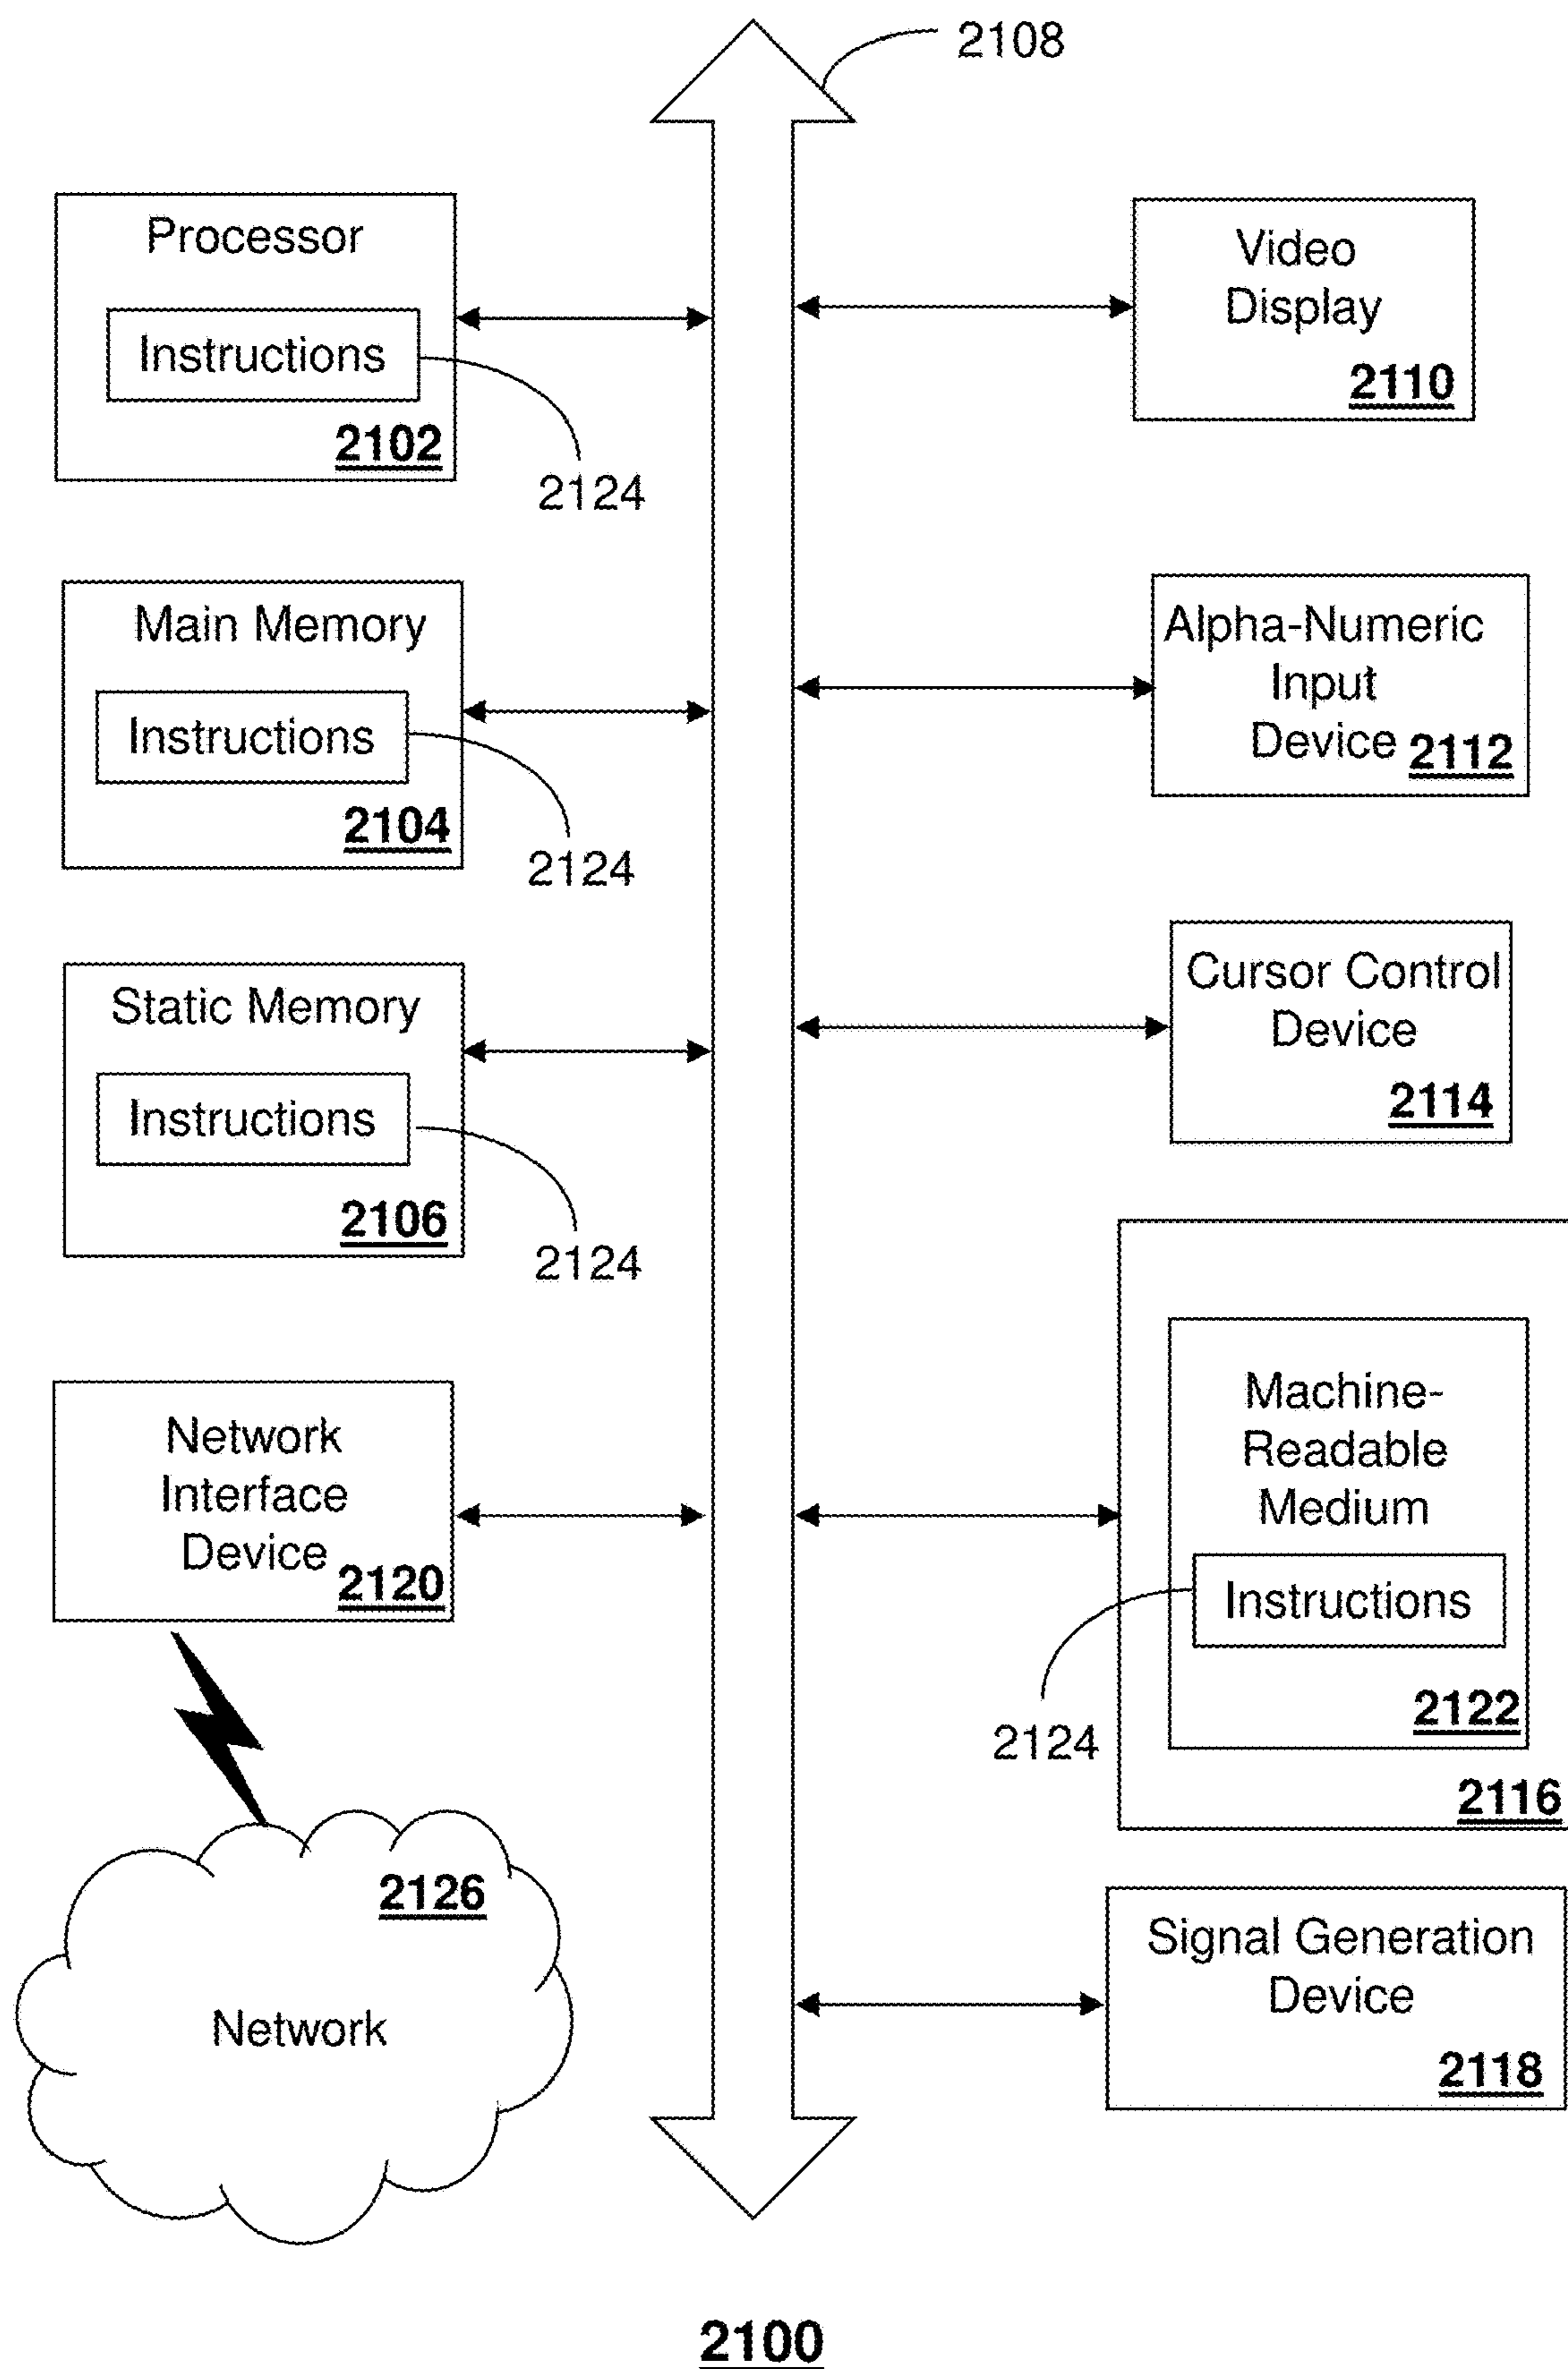 2108
Processor
Instructions
2102
2124
Video
Display
2110
Main Memory
Instructions
2104
2124
Alpha-Numeric
Input
Device 2112
Static Memory
Instructions
2106
2124
Cursor Control
Device
2114
Network
Interface
Device 2120
Machine-
Readable
Medium
Instructions
2122
2124
2116
2126
Network
Signal Generation
Device
2118
2100